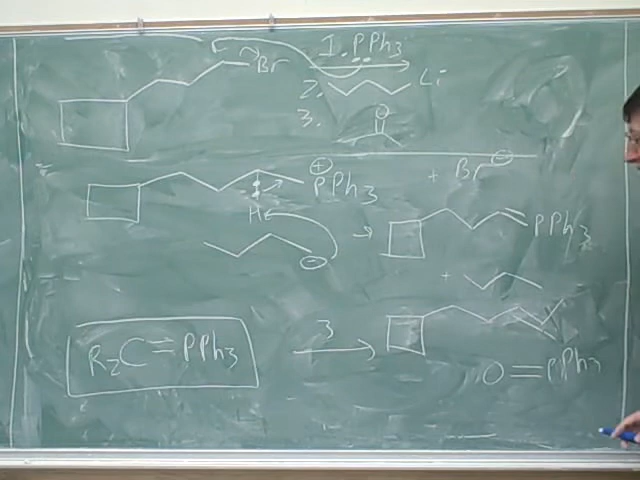 1. PPh3
Br
2. Li
3. O
⊕
PPh3 + Br ⊖
H
⊖
PPh3
+
R2C=PPh3
3
O=PPh3